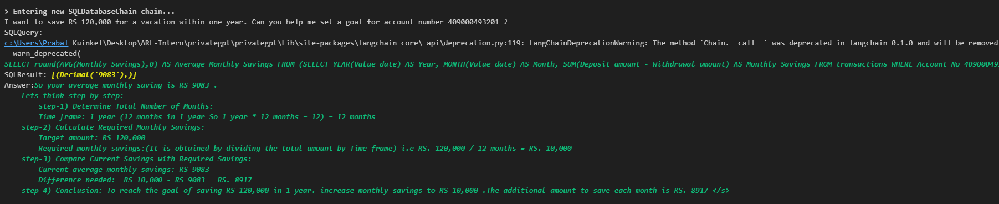 > Entering new SQLDatabaseChain chain...
I want to save RS 120,000 for a vacation within one year. Can you help me set a goal for account number 409000493201 ?
SQLQuery:
c:\Users\Prabal Kuinkel\Desktop\ARL-Intern\privategpt\privategpt\Lib\site-packages\langchain_core\_api\deprecation.py:119: LangChainDeprecationWarning: The method `Chain.__call__` was deprecated in langchain 0.1.0 and will be removed
warn_deprecated(
SELECT round(AVG(Monthly_Savings),0) AS Average_Monthly_Savings FROM (SELECT YEAR(Value_date) AS Year, MONTH(Value_date) AS Month, SUM(Deposit_amount - Withdrawal_amount) AS Monthly_Savings FROM transactions WHERE Account_No=40900049
SQLResult: [(Decimal('9083'),)]
Answer:So your average monthly saving is RS 9083 .
Lets think step by step:
step-1) Determine Total Number of Months:
Time frame: 1 year (12 months in 1 year So 1 year * 12 months = 12) = 12 months
step-2) Calculate Required Monthly Savings:
Target amount: RS 120,000
Required monthly savings:(It is obtained by dividing the total amount by Time frame) i.e RS. 120,000 / 12 months = RS. 10,000
step-3) Compare Current Savings with Required Savings:
Current average monthly savings: RS 9083
Difference needed:  RS 10,000 - RS 9083 = RS. 8917
step-4) Conclusion: To reach the goal of saving RS 120,000 in 1 year. increase monthly savings to RS 10,000 .The additional amount to save each month is RS. 8917 </s>